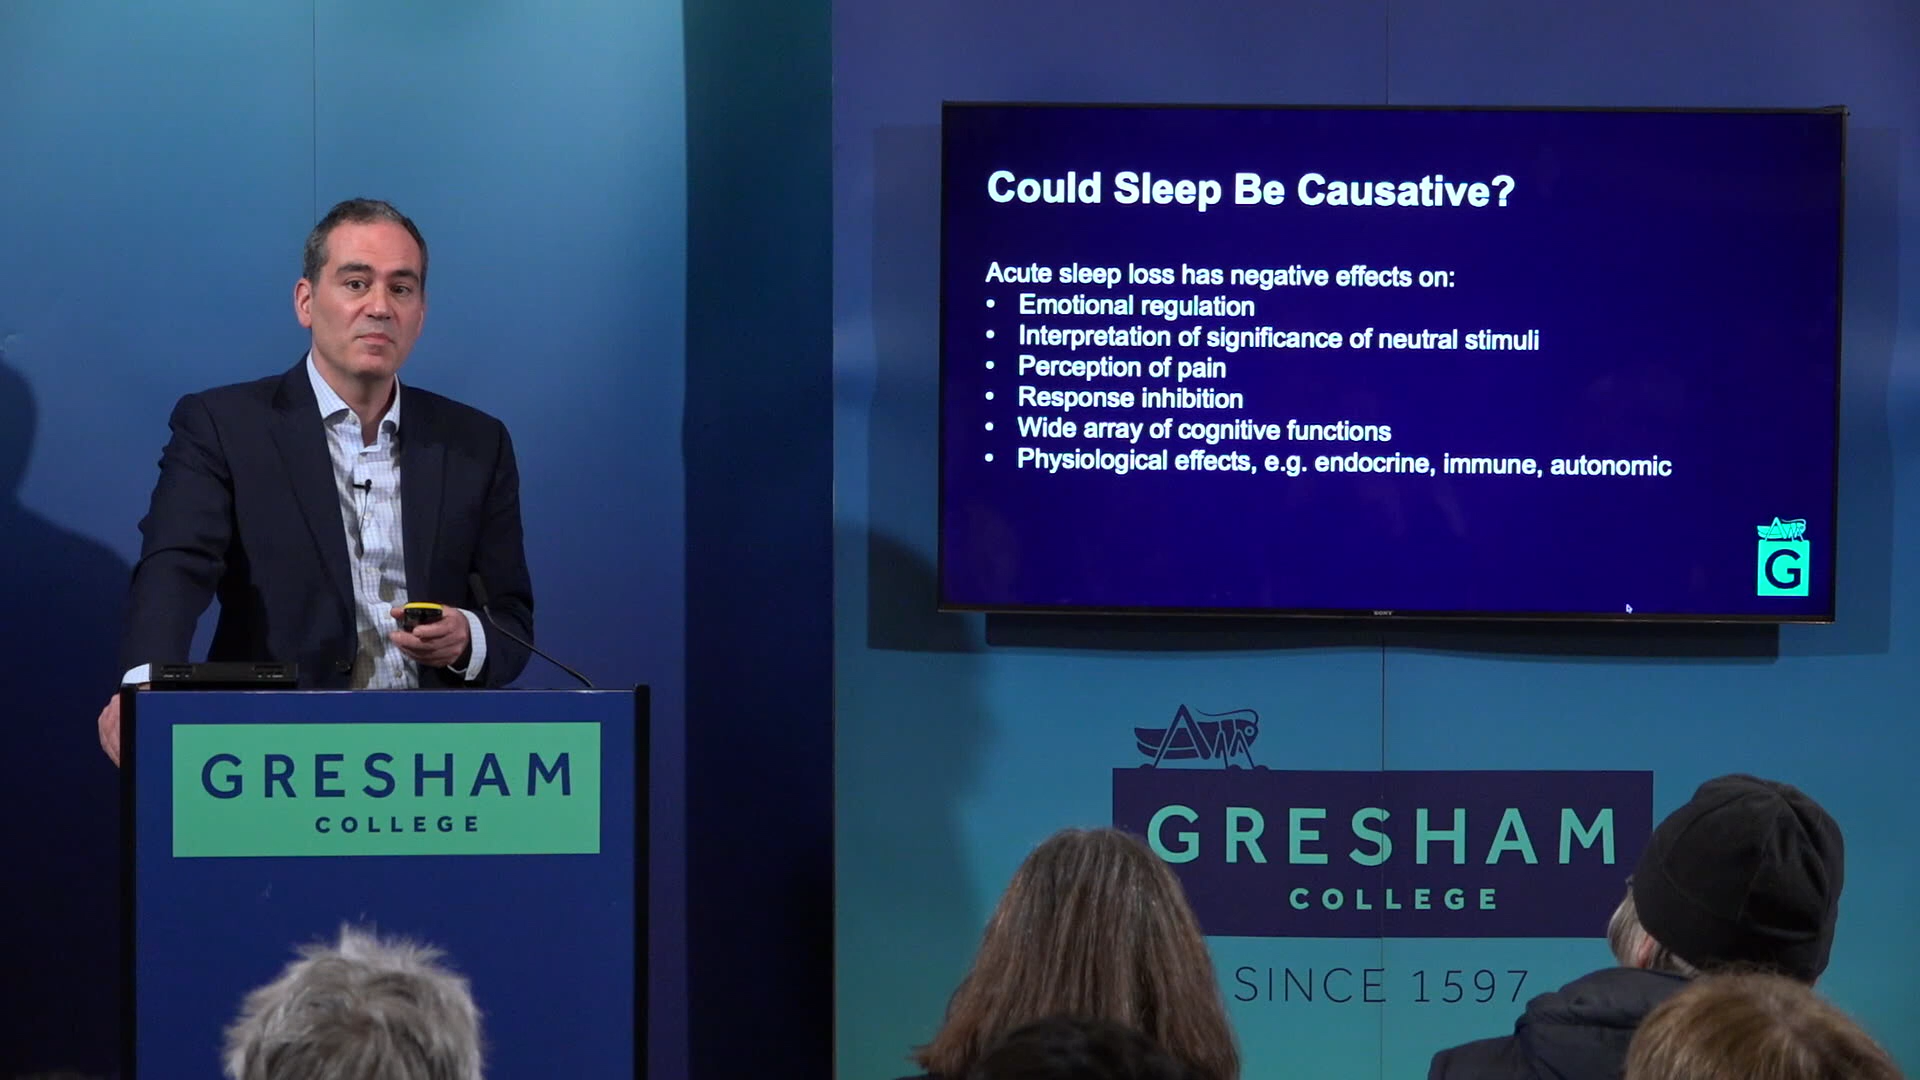 Could Sleep Be Causative?
Acute sleep loss has negative effects on:
• Emotional regulation
• Interpretation of significance of neutral stimuli
• Perception of pain
• Response inhibition
• Wide array of cognitive functions
• Physiological effects, e.g. endocrine, immune, autonomic
G
SONY
GRESHAM
COLLEGE
GRESHAM
COLLEGE
SINCE 1597